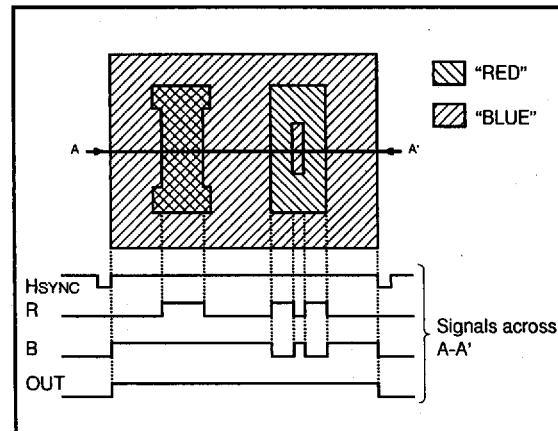 "RED"
"BLUE"
A
A'
HSYNC
R
B
OUT
Signals across
A-A'